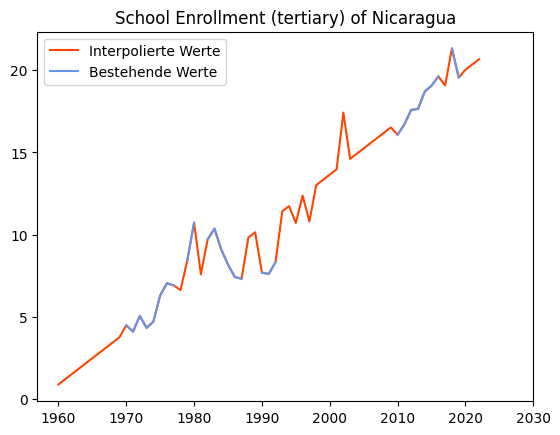 School Enrollment (tertiary) of Nicaragua
Interpolierte Werte
Bestehende Werte
20
15
10
5
0
1960 1970 1980 1990 2000 2010 2020 2030